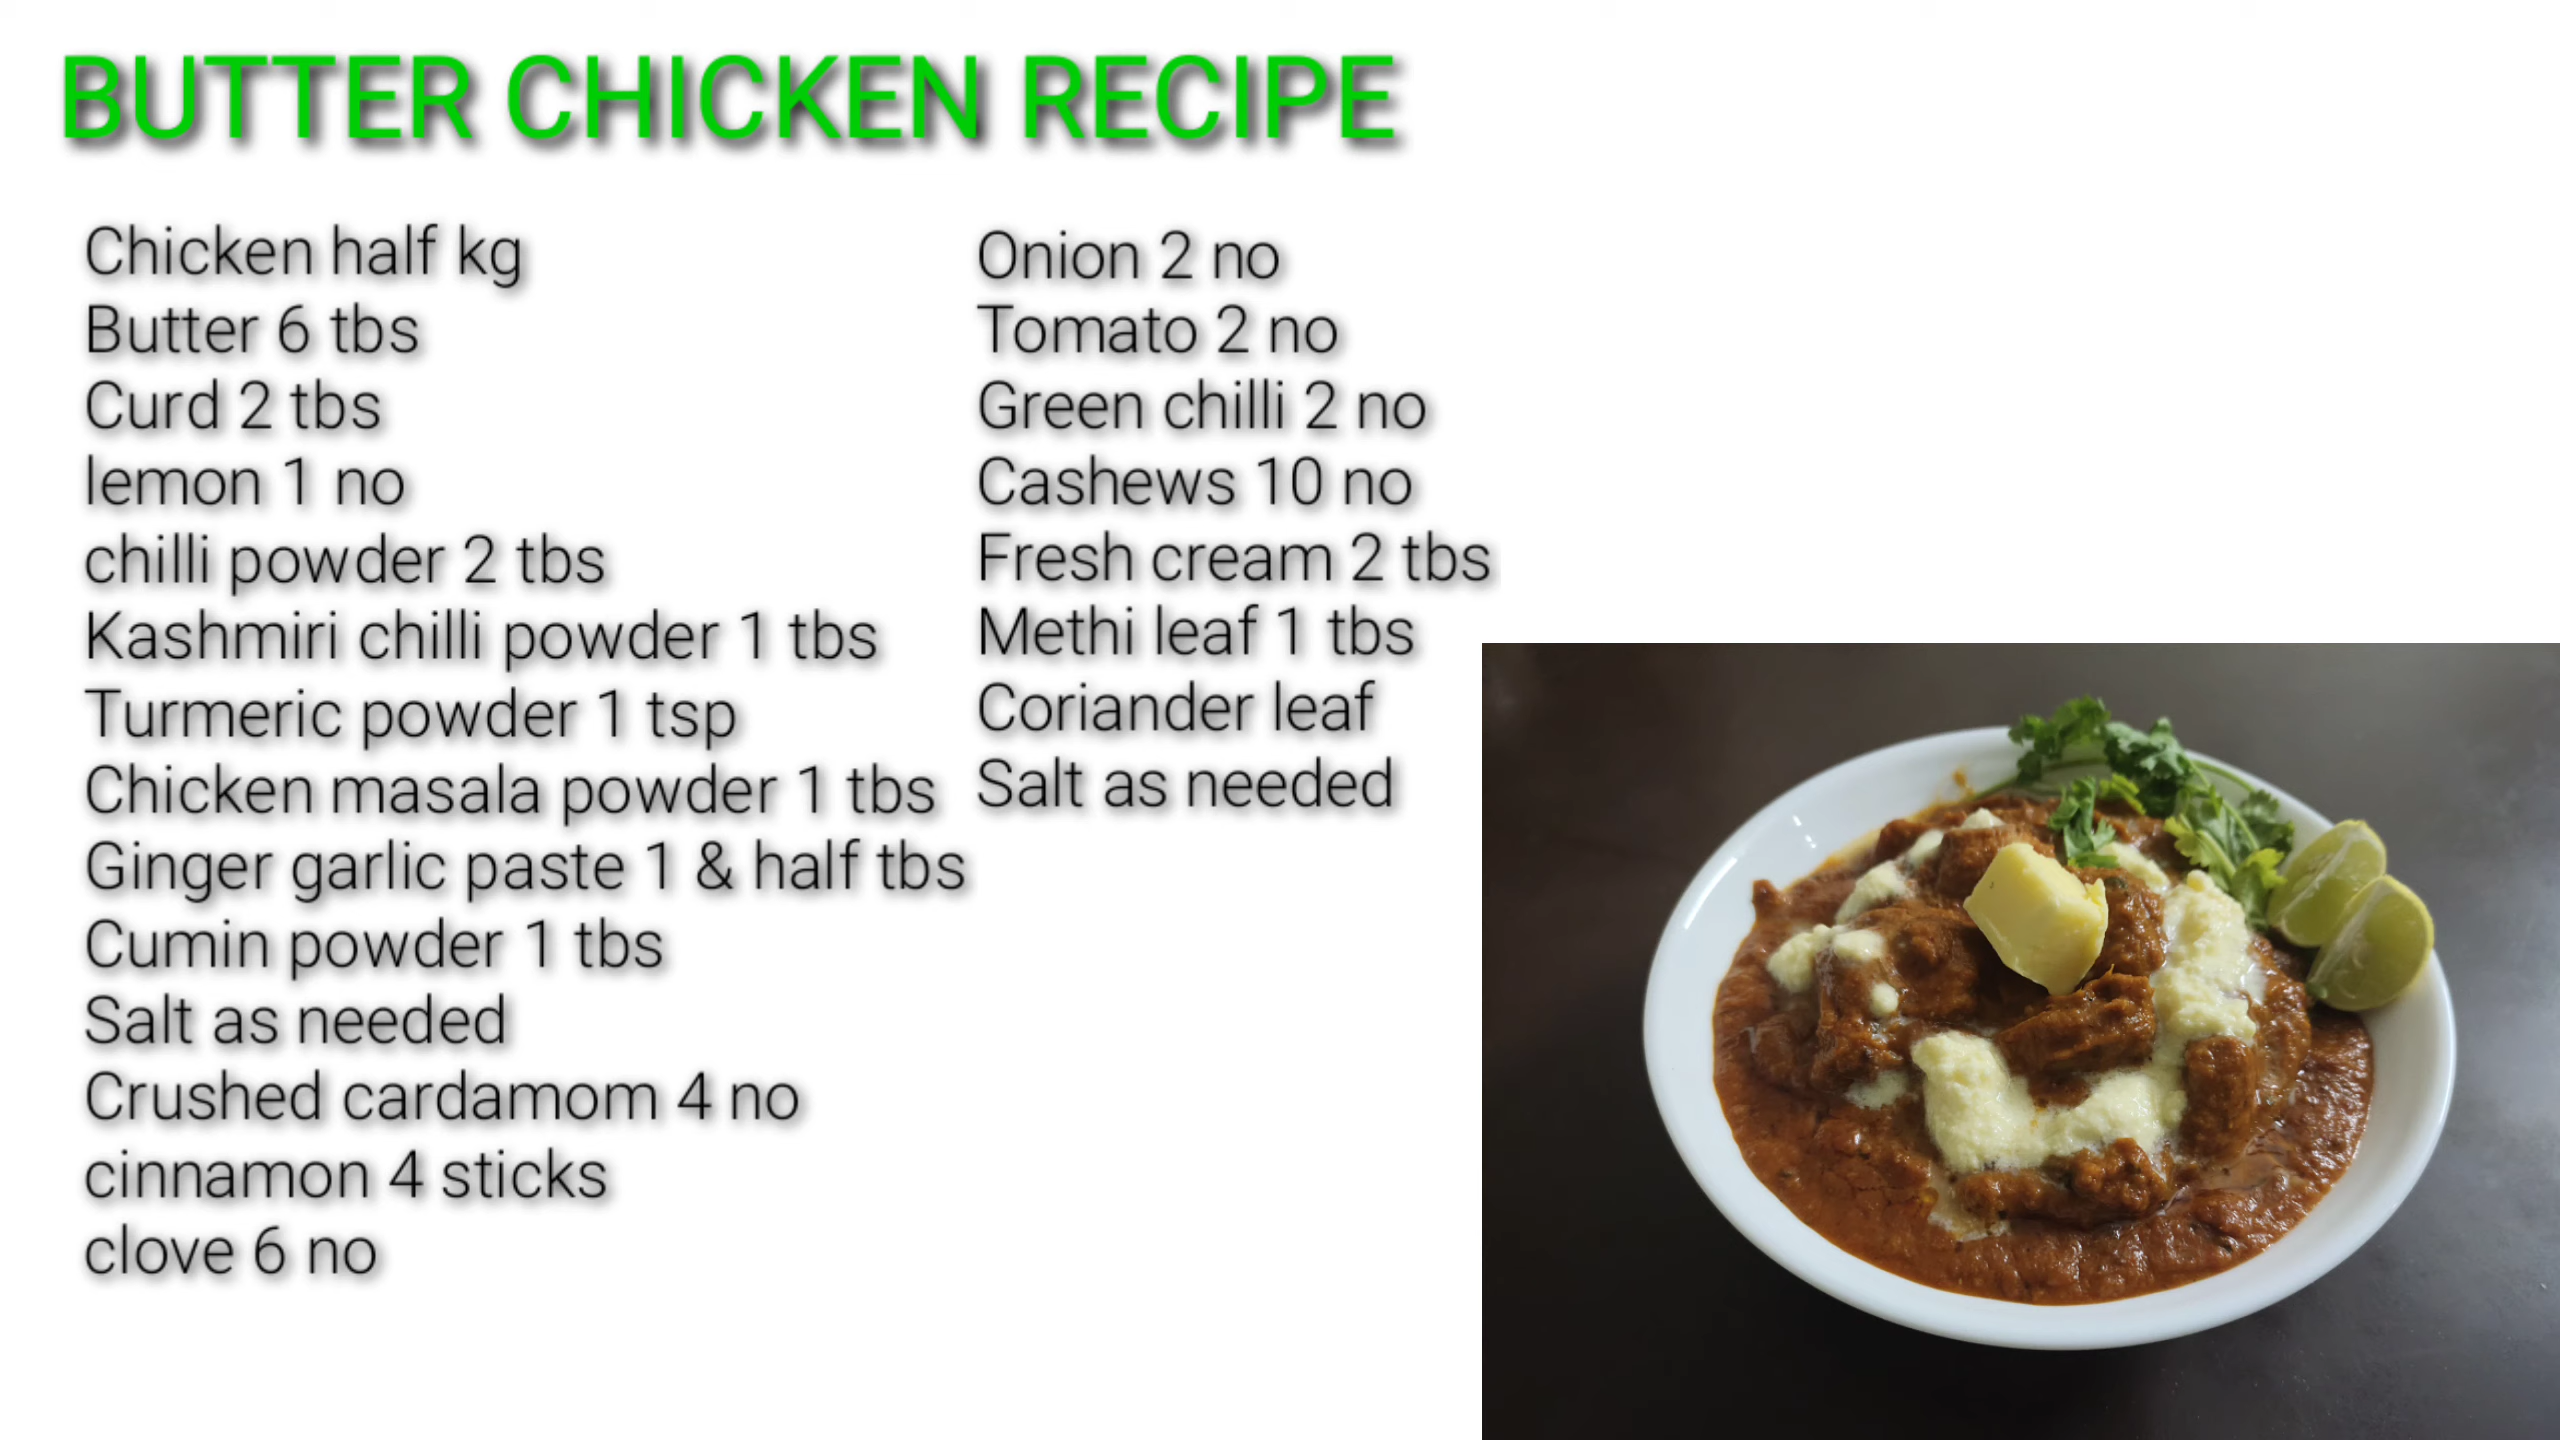 BUTTER CHICKEN RECIPE
Chicken half kg
Butter 6 tbs
Curd 2 tbs
lemon 1 no
chilli powder 2 tbs
Kashmiri chilli powder 1 tbs
Turmeric powder 1 tsp
Chicken masala powder 1 tbs
Ginger garlic paste 1 & half tbs
Cumin powder 1 tbs
Salt as needed
Crushed cardamom 4 no
cinnamon 4 sticks
clove 6 no
Onion 2 no
Tomato 2 no
Green chilli 2 no
Cashews 10 no
Fresh cream 2 tbs
Methi leaf 1 tbs
Coriander leaf
Salt as needed